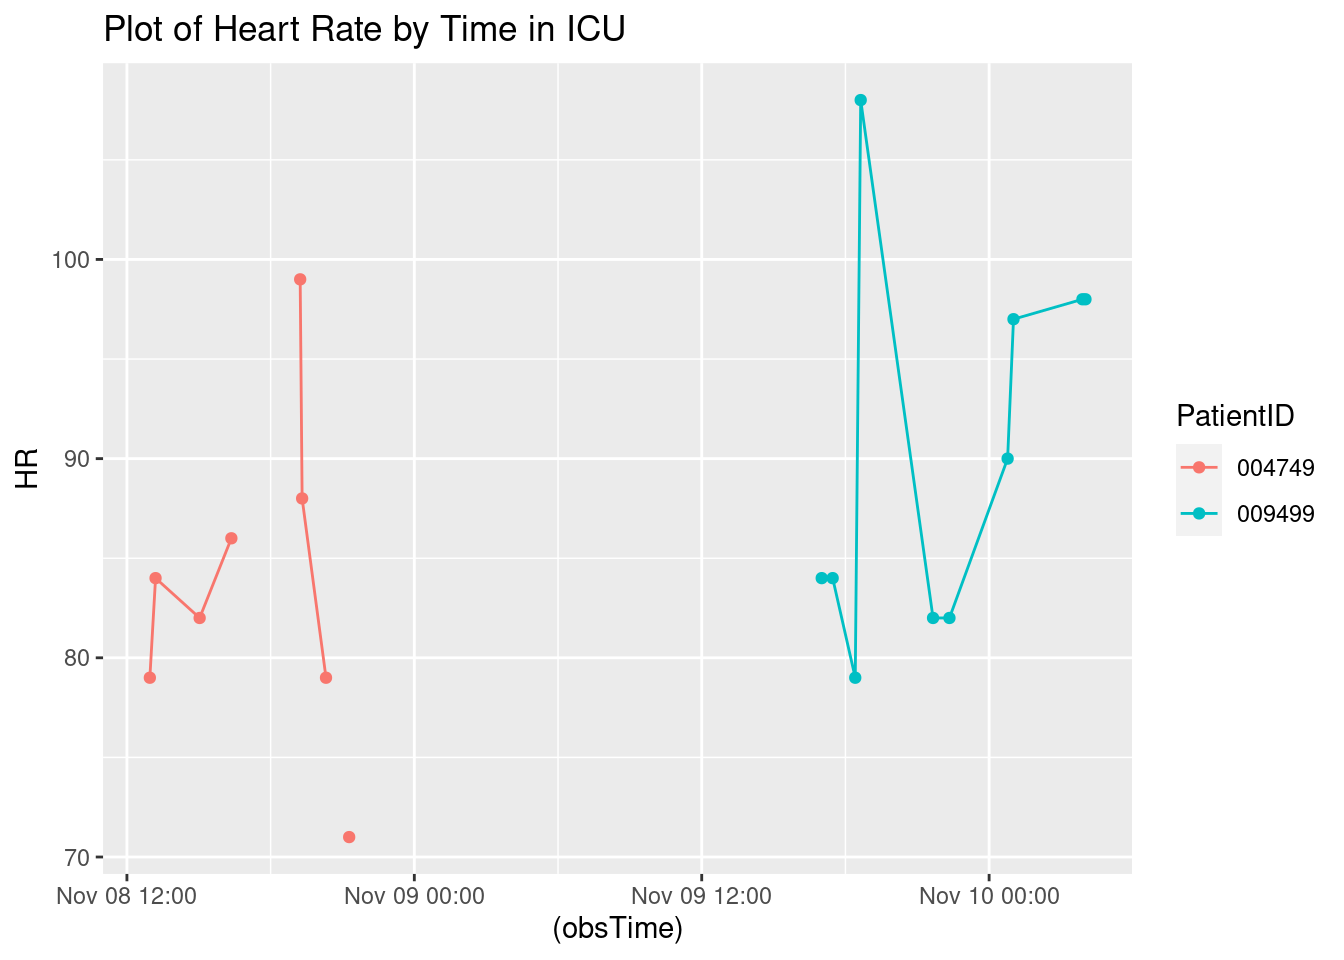 Plot of Heart Rate by Time in ICU
HR
100
90
80
70
Nov 08 12:00
Nov 09 00:00
Nov 09 12:00
Nov 10 00:00
(obsTime)
PatientID
004749
009499